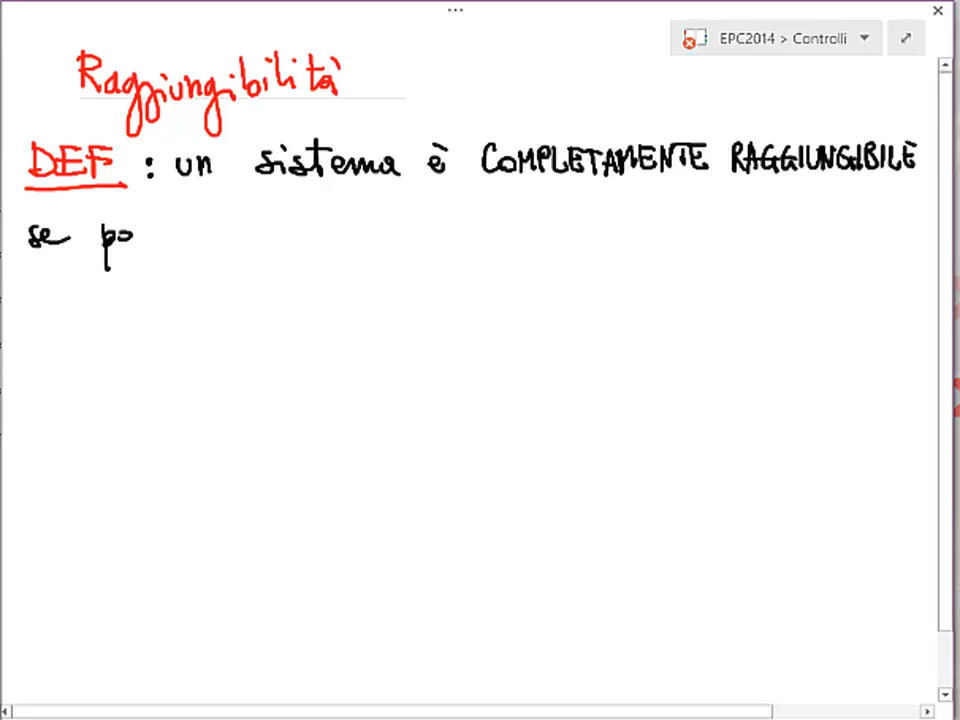 EPC2014 > Controlli
Raggiungibilità
DEF : un sistema è COMPLETAMENTE RAGGIUNGIBILE
se po